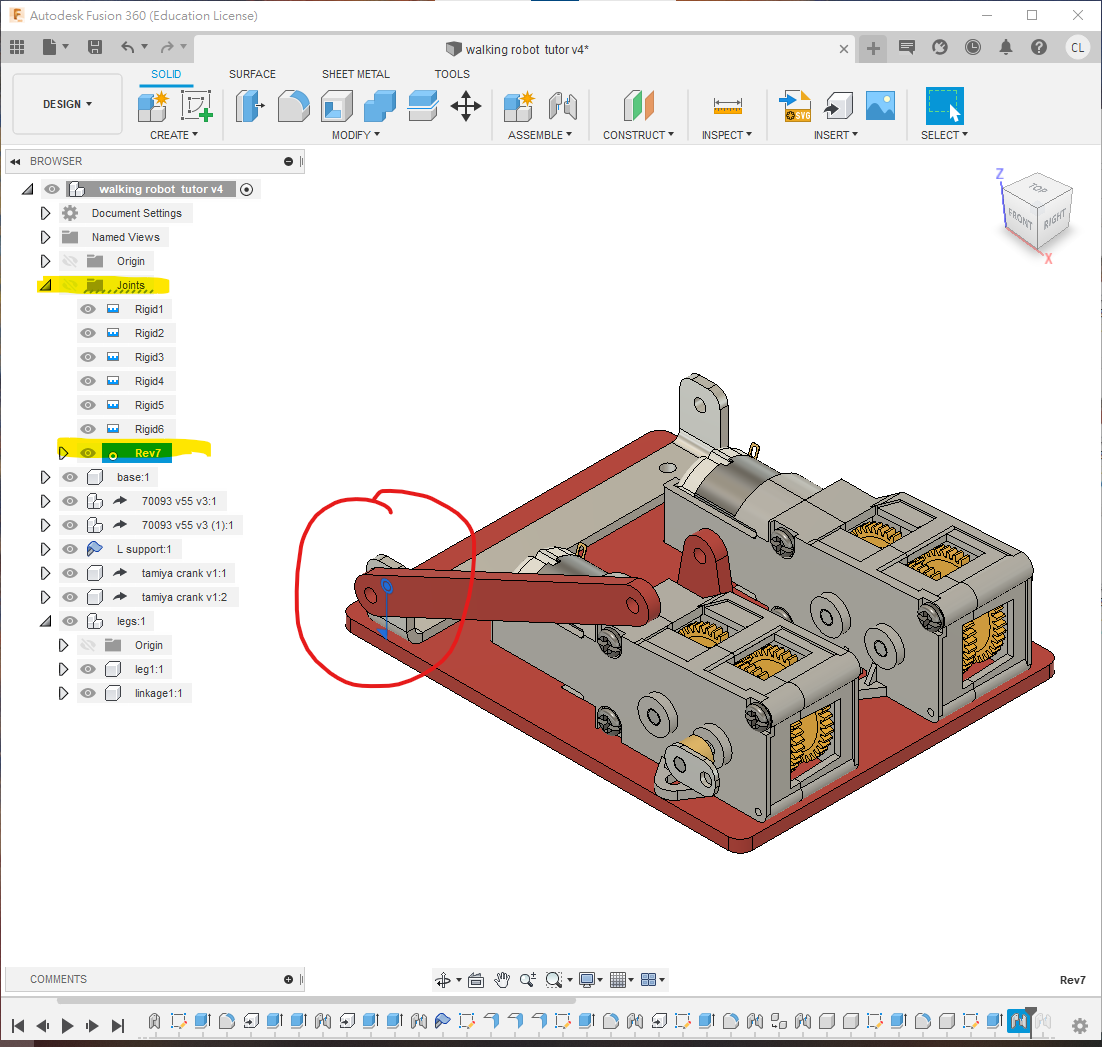 Autodesk Fusion 360 (Education License)
walking robot tutor v4*
CL
DESIGN
SOLID
SURFACE
SHEET METAL
TOOLS
CREATE
MODIFY
ASSEMBLE
CONSTRUCT
INSPECT
SVG
INSERT
SELECT
BROWSER
walking robot tutor v4
Document Settings
Named Views
Origin
Joints
Rigid1
Rigid2
Rigid3
Rigid4
Rigid5
Rigid6
Rev7
base:1
70093 v55 v3:1
70093 v55 v3 (1):1
L support:1
tamiya crank v1:1
tamiya crank v1:2
legs:1
Origin
leg1:1
linkage1:1
Z
TOP
FRONT
RIGHT
X
COMMENTS
Rev7